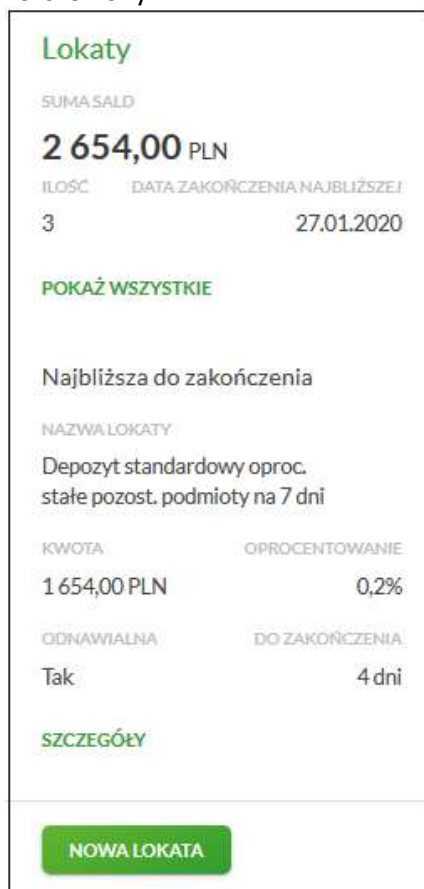 Lokaty
SUMA SALD
2 654,00 PLN
ILOŚĆ DATA ZAKOŃCZENIA NAJBLIŻSZEJ
3 27.01.2020
POKAŻ WSZYSTKIE
Najbliższa do zakończenia
NAZWA LOKATY
Depozyt standardowy oproc.
stałe pozost. podmioty na 7 dni
KWOTA OPROCENTOWANIE
1 654,00 PLN 0,2%
ODNAWIALNA DO ZAKOŃCZENIA
Tak 4 dni
SZCZEGÓŁY
NOWA LOKATA